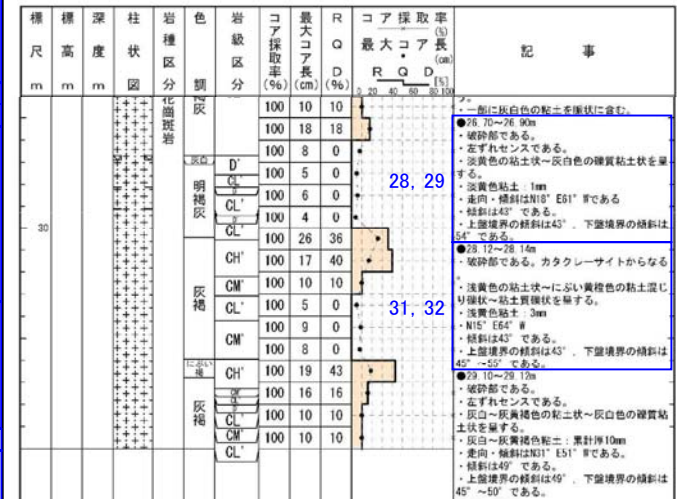 標尺 m
標高 m
深度 m
柱状図
岩種区分
色調
岩級区分
コア採取率(%)
最大コア長(cm)
RQD(%)
コア採取率(%)
最大コア長(cm)
RQD[%]
0 20 40 60 80 100
記事
花崗斑岩
褐灰
100 10 10
100 18 18
100 8 0
灰白 D'
100 5 0
CL'
明褐灰
100 6 0
CL'
100 4 0
30
CL'
100 26 36
CH'
100 17 40
灰褐
CM'
100 10 10
CL'
100 5 0
CM'
100 9 0
100 8 0
にぶい褐
CH'
100 19 43
灰褐
100 16 16
CL'
100 10 10
CM'
100 10 10
CL'
28, 29
31, 32
・一部に灰白色の粘土を脈状に含む。
●26.70～26.90m
・破砕部である。
・左ずれセンスである。
・淡黄色の粘土状～灰白色の礫質粘土状を呈
する。
・淡黄色粘土：1mm
・走向・傾斜はN18°E61°Wである
・傾斜は43°である。
・上盤境界の傾斜は43°、下盤境界の傾斜は
54°である。
●28.12～28.14m
・破砕部である。カタクレーサイトからなる
。
・浅黄色の粘土状～にぶい黄橙色の粘土混じ
り礫状～粘土質礫状を呈する。
・浅黄色粘土：3mm
・N15°E64°W
・傾斜は43°である。
・上盤境界の傾斜は43°、下盤境界の傾斜は
45°～55°である。
●29.10～29.12m
・破砕部である。
・左ずれセンスである。
・灰白～灰黄褐色の粘土状～灰白色の礫質粘
土状を呈する。
・灰白～灰黄褐色粘土：累計厚10mm
・走向・傾斜はN31°E51°Wである。
・傾斜は49°である。
・上盤境界の傾斜は49°、下盤境界の傾斜は
45°～50°である。